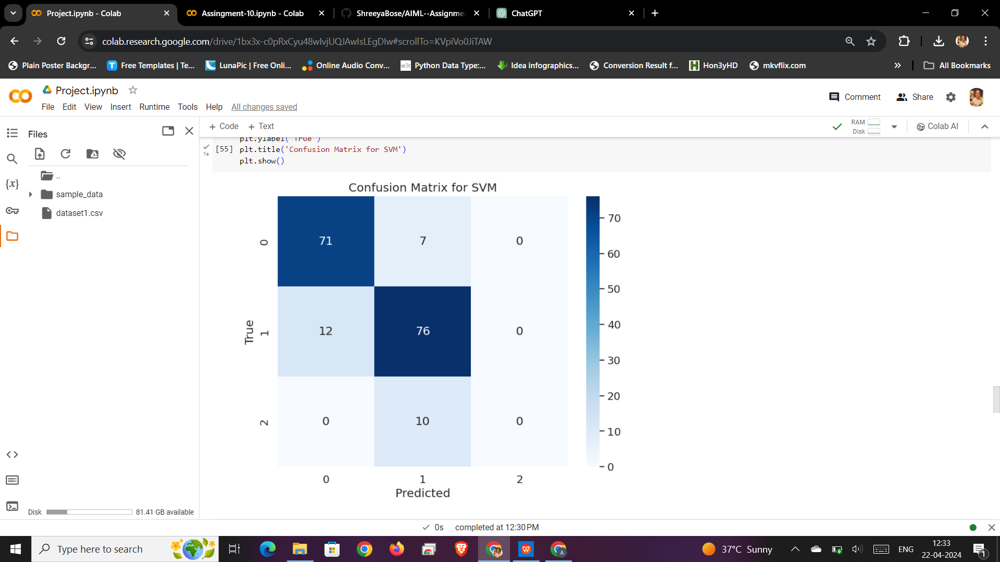 Project.ipynb - Colab
Assingment-10.ipynb - Colab
ShreeyaBose/AIML--Assignme
ChatGPT
colab.research.google.com/drive/1bx3x-c0pRxCyu48wlvjUQJAwIsLEgDIw#scrollTo=KVpiVo0JiTAW
Plain Poster Backgr...
Free Templates | Te...
LunaPic | Free Onli...
Online Audio Conv...
w3r
Python Data Type:...
Idea infographics...
Conversion Result f...
H
Hon3yHD
mkvflix.com
All Bookmarks
Project.ipynb
File Edit View Insert Runtime Tools Help All changes saved
Comment
Share
Files
+ Code + Text
RAM
Disk
Colab AI
..
sample_data
dataset1.csv
{x}
plt.ylabel('True')
[55] plt.title('Confusion Matrix for SVM')
1s
plt.show()
Confusion Matrix for SVM
0 71 7 0
1 12 76 0
2 0 10 0
True
0 1 2
Predicted
70
60
50
40
30
20
10
0
Disk 81.41 GB available
0s completed at 12:30 PM
Type here to search
37°C Sunny
ENG
12:33
22-04-2024
1